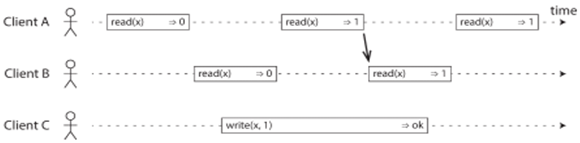 time
Client A read(x) ⇒ 0 read(x) ⇒ 1 read(x) ⇒ 1
Client B read(x) ⇒ 0 read(x) ⇒ 1
Client C write(x, 1) ⇒ ok